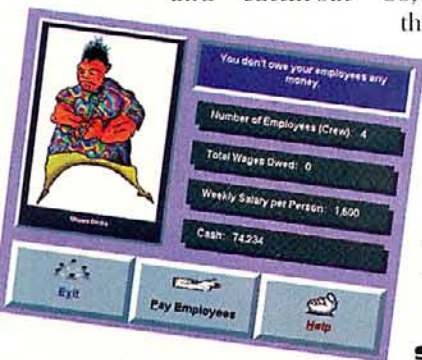 th
You don't owe your employees any
money.
Number of Employees (Crew): 4
Total Wages Owed: 0
Weekly Salary per Person: 1,600
Cash: 74,234
Exit
Pay Employees
Help
s